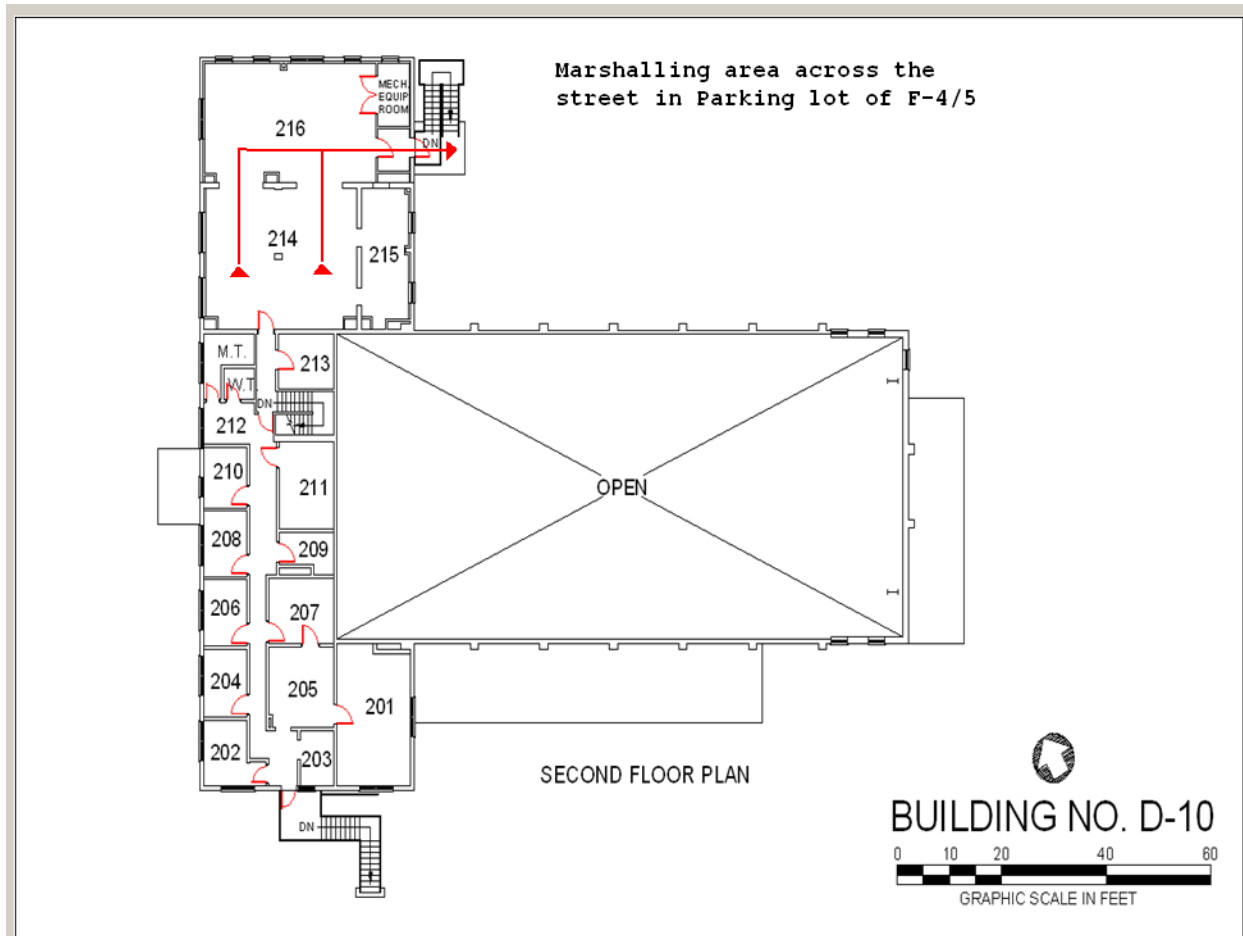 Marshalling area across the
street in Parking lot of F-4/5
MECH.
EQUIP
ROOM
216
DN
214
215
M.T.
213
W.T.
DN
212
210
211
OPEN
208
209
206
207
204
205
201
202
203
SECOND FLOOR PLAN
DN
BUILDING NO. D-10
0 10 20 40 60
GRAPHIC SCALE IN FEET